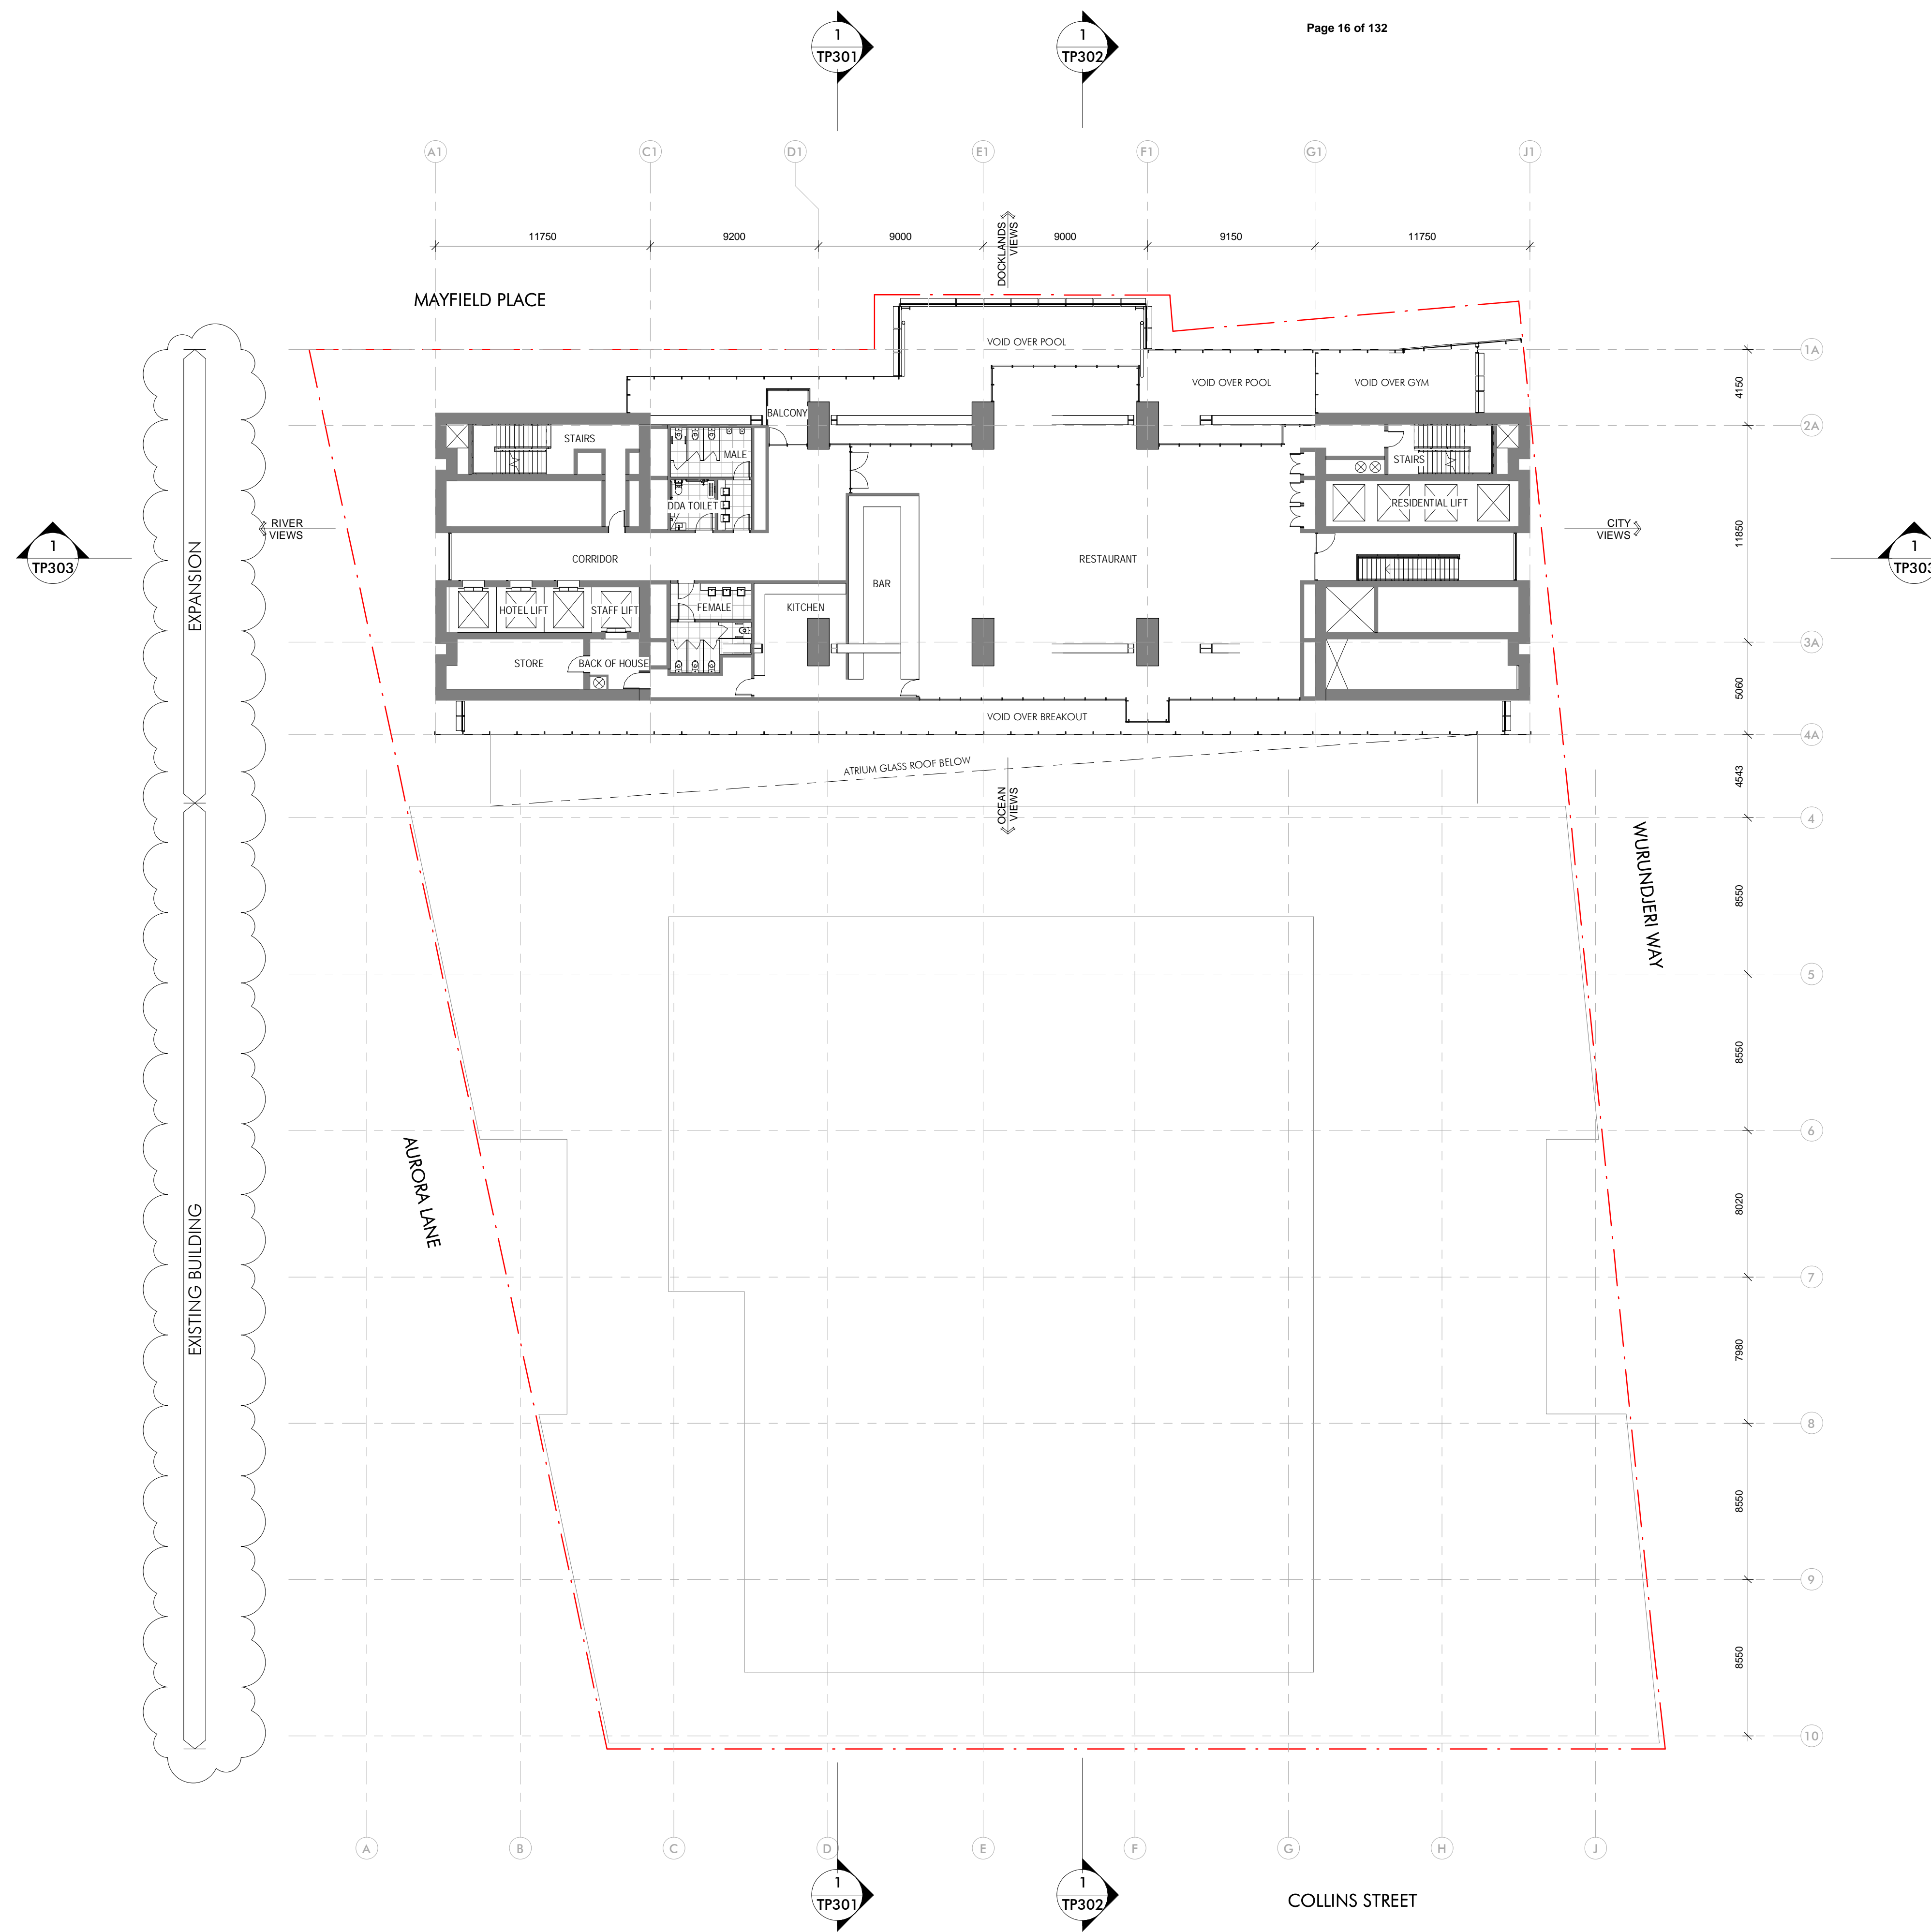 Page 16 of 132
1
TP301
1
TP302
A1
C1
D1
E1
F1
G1
J1
11750
9200
9000
9000
9150
11750
DOCKLANDS
VIEWS
MAYFIELD PLACE
VOID OVER POOL
1A
VOID OVER POOL
VOID OVER GYM
4150
BALCONY
2A
STAIRS
MALE
STAIRS
DDA TOILET
RESIDENTIAL LIFT
RIVER
VIEWS
CITY
VIEWS
11850
1
TP303
1
TP303
EXPANSION
CORRIDOR
RESTAURANT
BAR
HOTEL LIFT
STAFF LIFT
FEMALE
KITCHEN
3A
STORE
BACK OF HOUSE
5060
VOID OVER BREAKOUT
4A
ATRIUM GLASS ROOF BELOW
4543
OCEAN
VIEWS
4
WURUNDJERI WAY
8550
5
8550
6
AURORA LANE
8020
EXISTING BUILDING
7
7980
8
8550
9
8550
10
A
B
C
D
E
F
G
H
J
1
TP301
1
TP302
COLLINS STREET